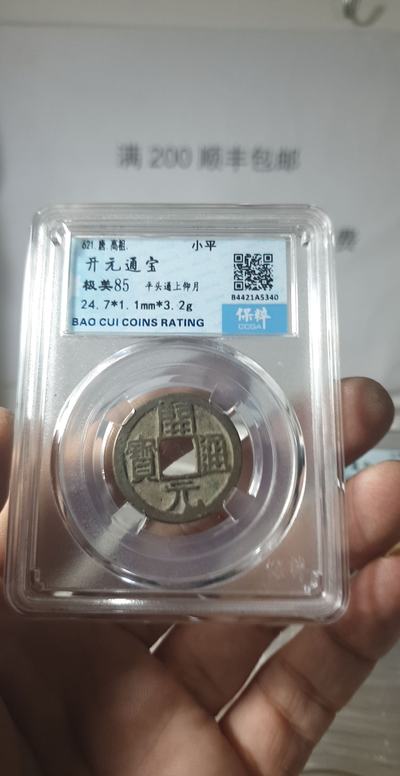 满 200 顺丰包邮
费
621 唐 高祖. 小平
开元通宝
极美85 平头通上仰月
24.7*1.1mm*3.2g
BAO CUI COINS RATING
B4421A5340
保粹
CCGA
開元通寶